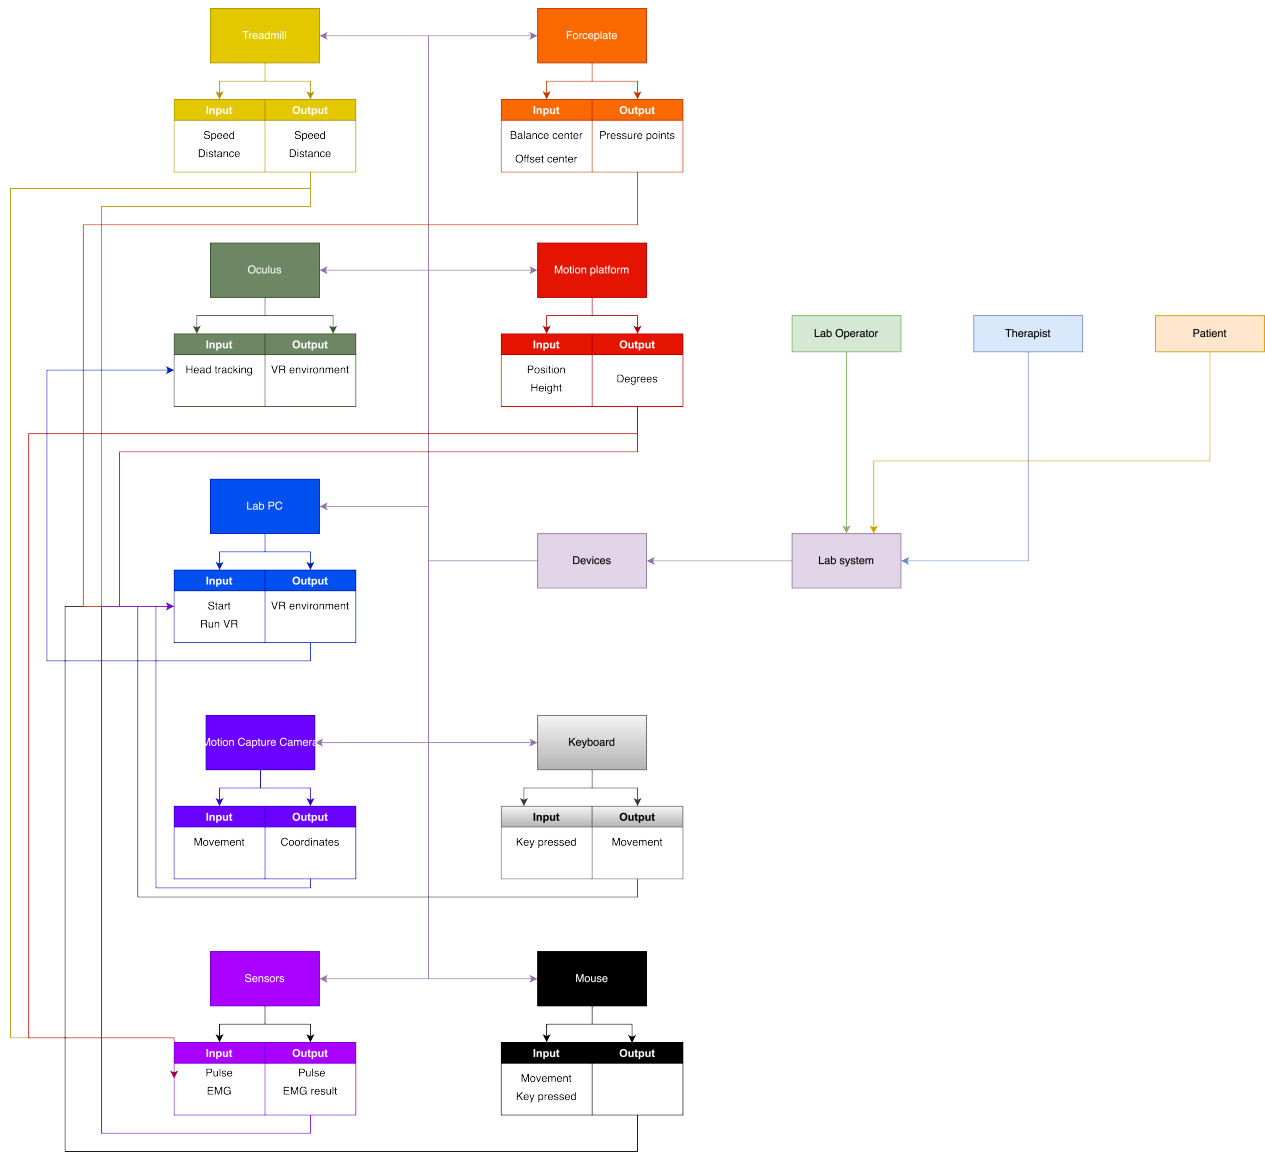 Treadmill
Forceplate
Input
Output
Input
Output
Speed
Distance
Speed
Distance
Balance center
Offset center
Pressure points
Oculus
Motion platform
Input
Output
Input
Output
Head tracking
VR environment
Position
Height
Degrees
Lab Operator
Therapist
Patient
Lab PC
Devices
Lab system
Input
Output
Start
Run VR
VR environment
Motion Capture Camera
Keyboard
Input
Output
Input
Output
Movement
Coordinates
Key pressed
Movement
Sensors
Mouse
Input
Output
Input
Output
Pulse
EMG
Pulse
EMG result
Movement
Key pressed